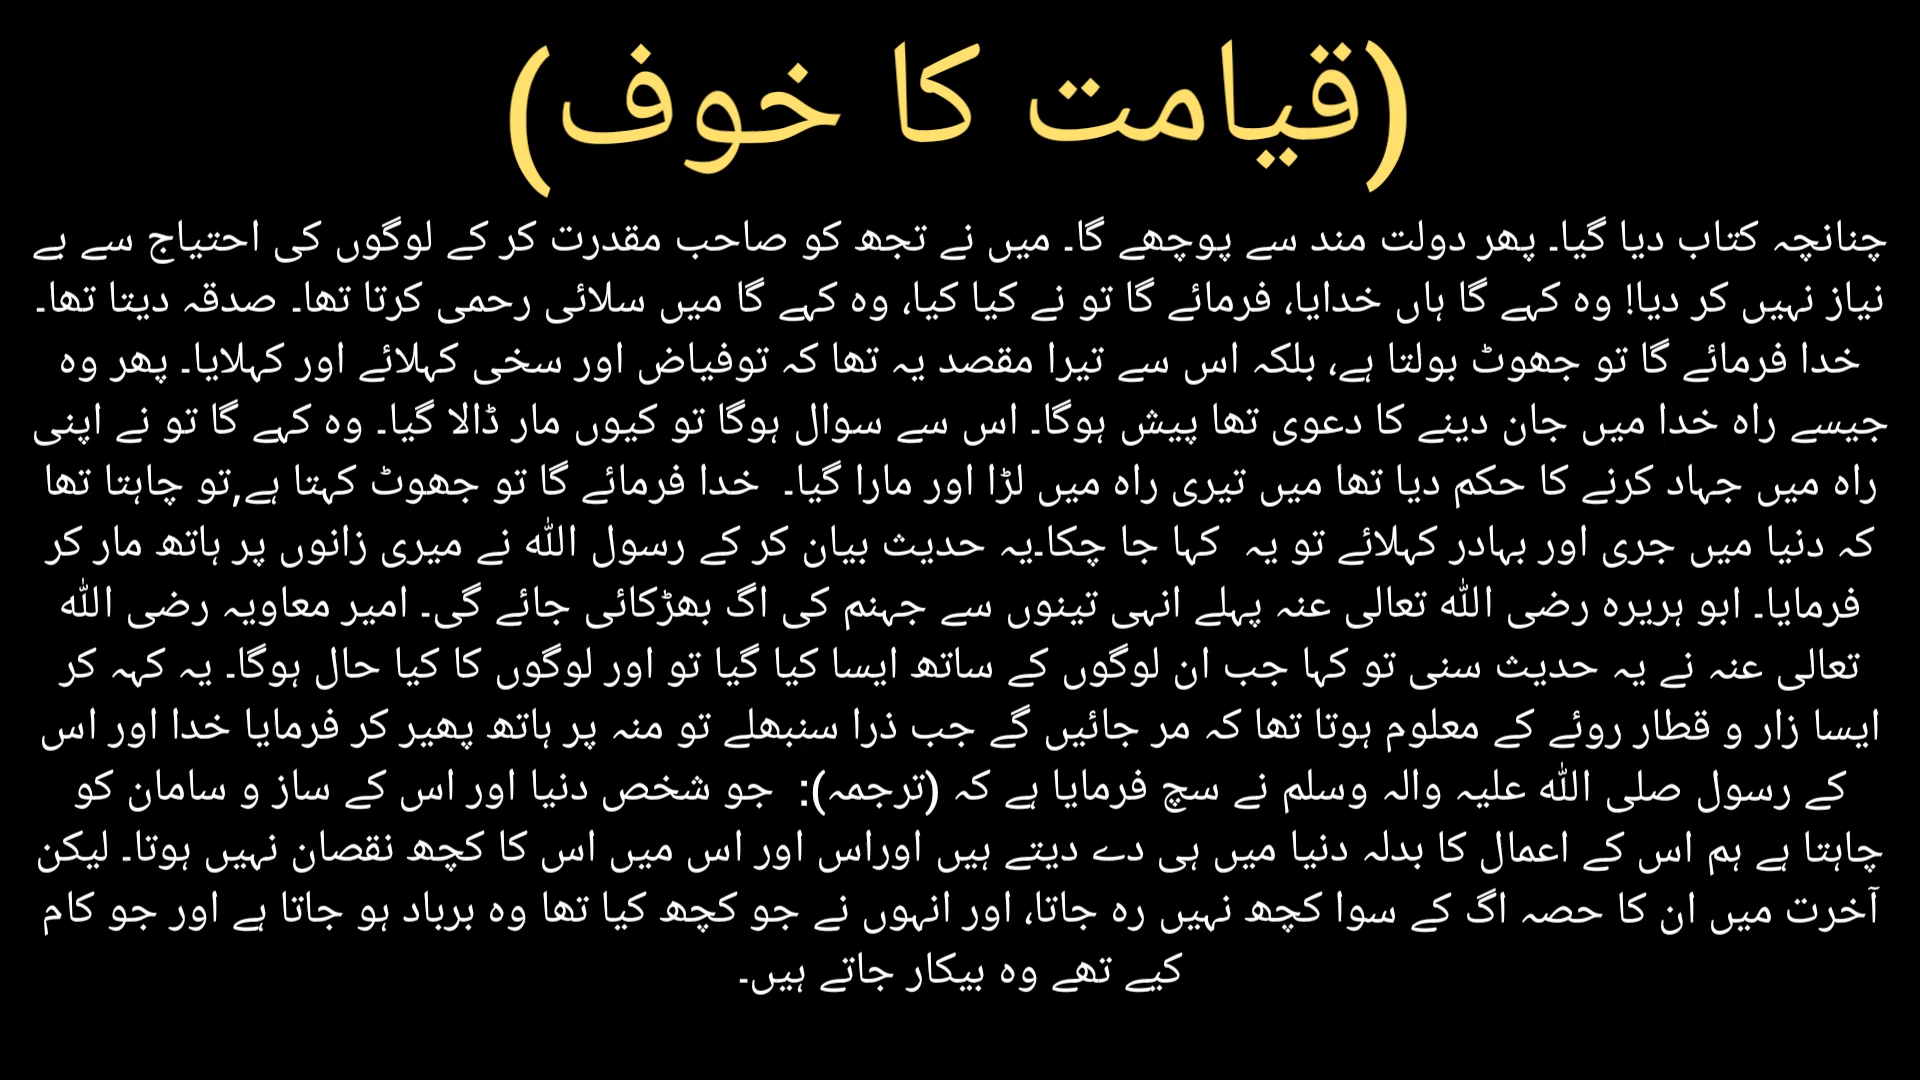 (قیامت کا خوف)
چنانچہ کتاب دیا گیا۔ پھر دولت مند سے پوچھے گا۔ میں نے تجھ کو صاحب مقدرت کر کے لوگوں کی احتیاج سے بے
نیاز نہیں کر دیا! وہ کہے گا ہاں خدایا، فرمائے گا تو نے کیا کیا، وہ کہے گا میں سلائی رحمی کرتا تھا۔ صدقہ دیتا تھا۔
خدا فرمائے گا تو جھوٹ بولتا ہے، بلکہ اس سے تیرا مقصد یہ تھا کہ توفیاض اور سخی کہلائے اور کہلایا۔ پھر وہ
جیسے راہ خدا میں جان دینے کا دعوی تھا پیش ہوگا۔ اس سے سوال ہوگا تو کیوں مار ڈالا گیا۔ وہ کہے گا تو نے اپنی
راہ میں جہاد کرنے کا حکم دیا تھا میں تیری راہ میں لڑا اور مارا گیا۔  خدا فرمائے گا تو جھوٹ کہتا ہے,تو چاہتا تھا
کہ دنیا میں جری اور بہادر کہلائے تو یہ  کہا جا چکا۔یہ حدیث بیان کر کے رسول اللہ نے میری زانوں پر ہاتھ مار کر
فرمایا۔ ابو ہریرہ رضی اللہ تعالی عنہ پہلے انہی تینوں سے جہنم کی اگ بھڑکائی جائے گی۔ امیر معاویہ رضی اللہ
تعالی عنہ نے یہ حدیث سنی تو کہا جب ان لوگوں کے ساتھ ایسا کیا گیا تو اور لوگوں کا کیا حال ہوگا۔ یہ کہہ کر
ایسا زار و قطار روئے کے معلوم ہوتا تھا کہ مر جائیں گے جب ذرا سنبھلے تو منہ پر ہاتھ پھیر کر فرمایا خدا اور اس
کے رسول صلی اللہ علیہ والہ وسلم نے سچ فرمایا ہے کہ (ترجمہ):  جو شخص دنیا اور اس کے ساز و سامان کو
چاہتا ہے ہم اس کے اعمال کا بدلہ دنیا میں ہی دے دیتے ہیں اوراس اور اس میں اس کا کچھ نقصان نہیں ہوتا۔ لیکن
آخرت میں ان کا حصہ اگ کے سوا کچھ نہیں رہ جاتا، اور انہوں نے جو کچھ کیا تھا وہ برباد ہو جاتا ہے اور جو کام
کیے تھے وہ بیکار جاتے ہیں۔